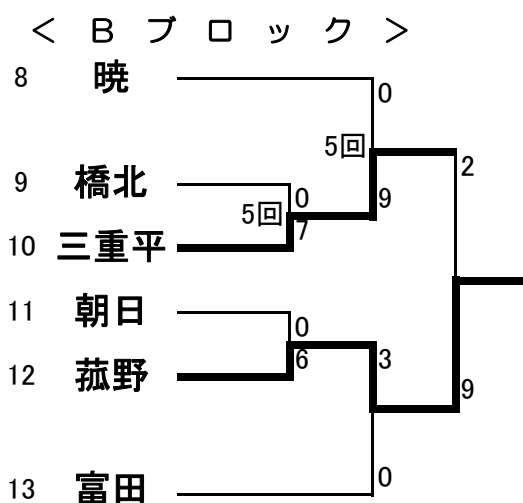 ＜ Ｂ ブ ロ ッ ク ＞
8 暁
0
5回 2
9 橋北
0 9
5回 7
10 三重平
11 朝日
0
12 菰野 6 3
9
0
13 富田